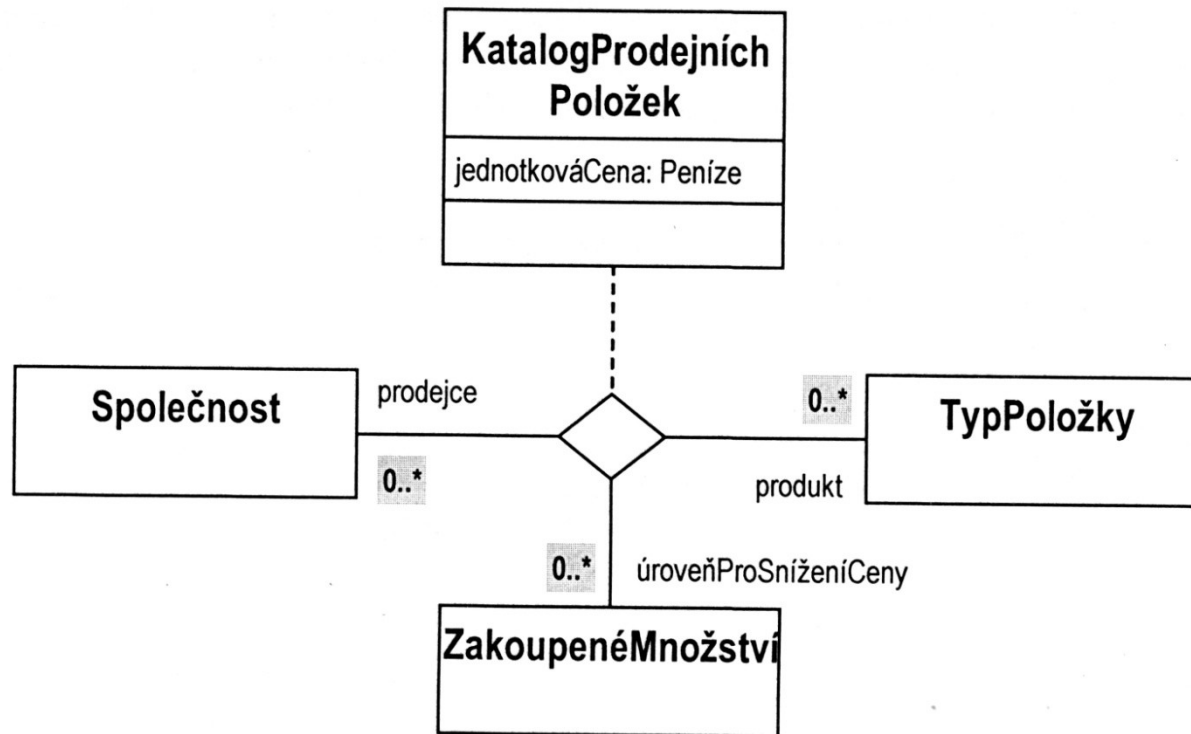 KatalogProdejních
Položek
jednotkováCena: Peníze
Společnost
prodejce
0..*
0..*
TypPoložky
produkt
0..*
úroveňProSníženíCeny
ZakoupenéMnožství